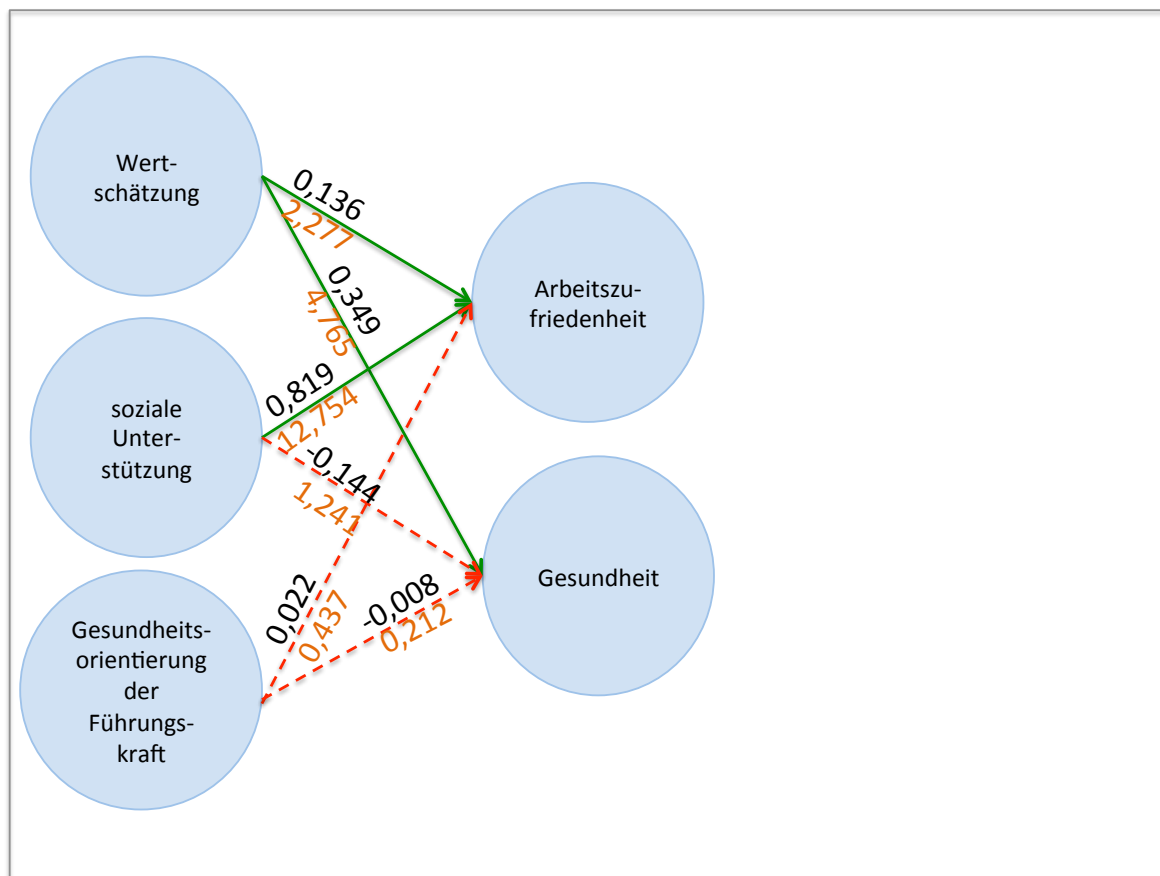 Wert-
schätzung
0,136
2,277
0,349
4,765
Arbeitszu-
friedenheit
soziale
Unter-
stützung
0,819
12,754
-0,144
1,241
Gesundheit
Gesundheits-
orientierung
der
Führungs-
kraft
0,022
0,437
-0,008
0,212